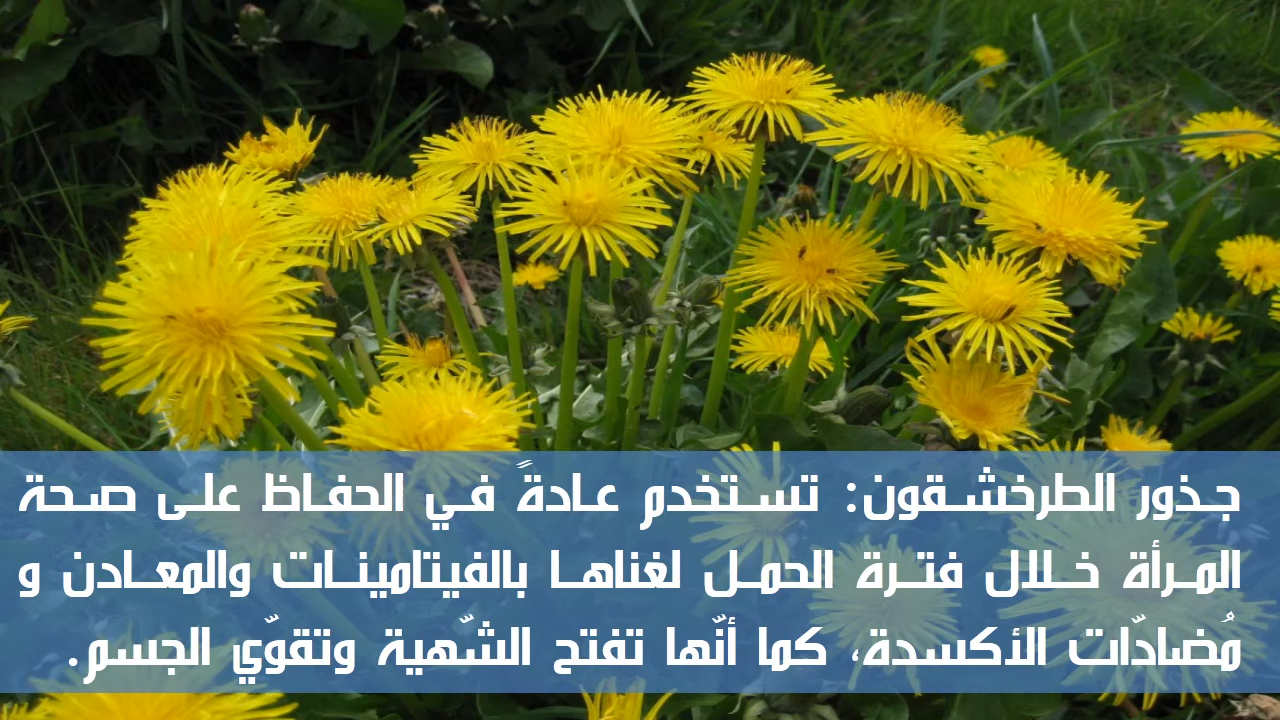 جذور الطرخشقون: تستخدم عادةً في الحفاظ على صحة
المرأة خلال فترة الحمل لغناها بالفيتامينات والمعادن و
مُضادّات الأكسدة، كما أنّها تفتح الشّهية وتقوّي الجسم.